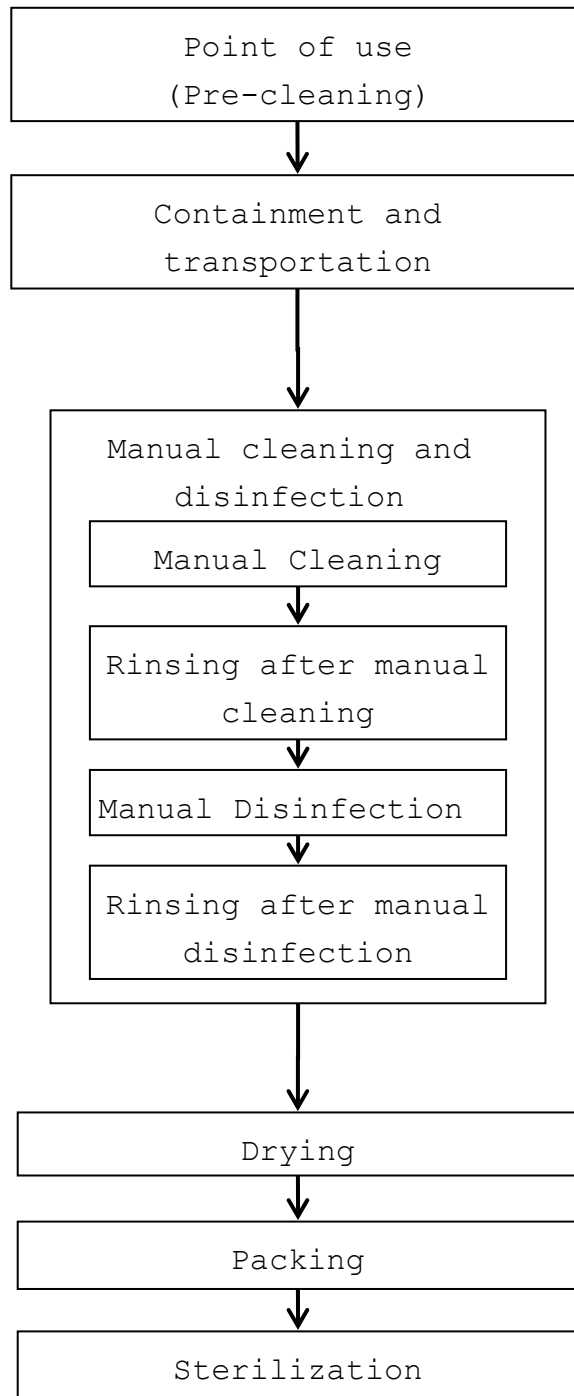 Point of use
(Pre-cleaning)
Containment and
transportation
Manual cleaning and
disinfection
Manual Cleaning
Rinsing after manual
cleaning
Manual Disinfection
Rinsing after manual
disinfection
Drying
Packing
Sterilization